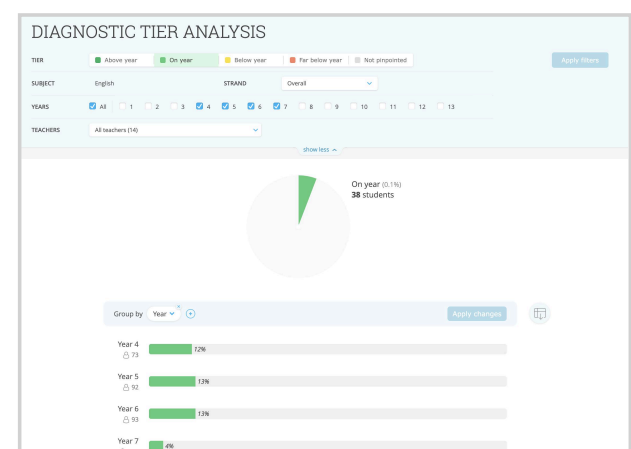 DIAGNOSTIC TIER ANALYSIS
TIER Above year On year Below year Far below year Not pinpointed Apply filters
SUBJECT English STRAND Overall
YEARS All 1 2 3 4 5 6 7 8 9 10 11 12 13
TEACHERS All teachers (14)
show less
On year (0.1%)
38 students
Group by Year Apply changes
Year 4
73
12%
Year 5
92
13%
Year 6
93
13%
Year 7
4%